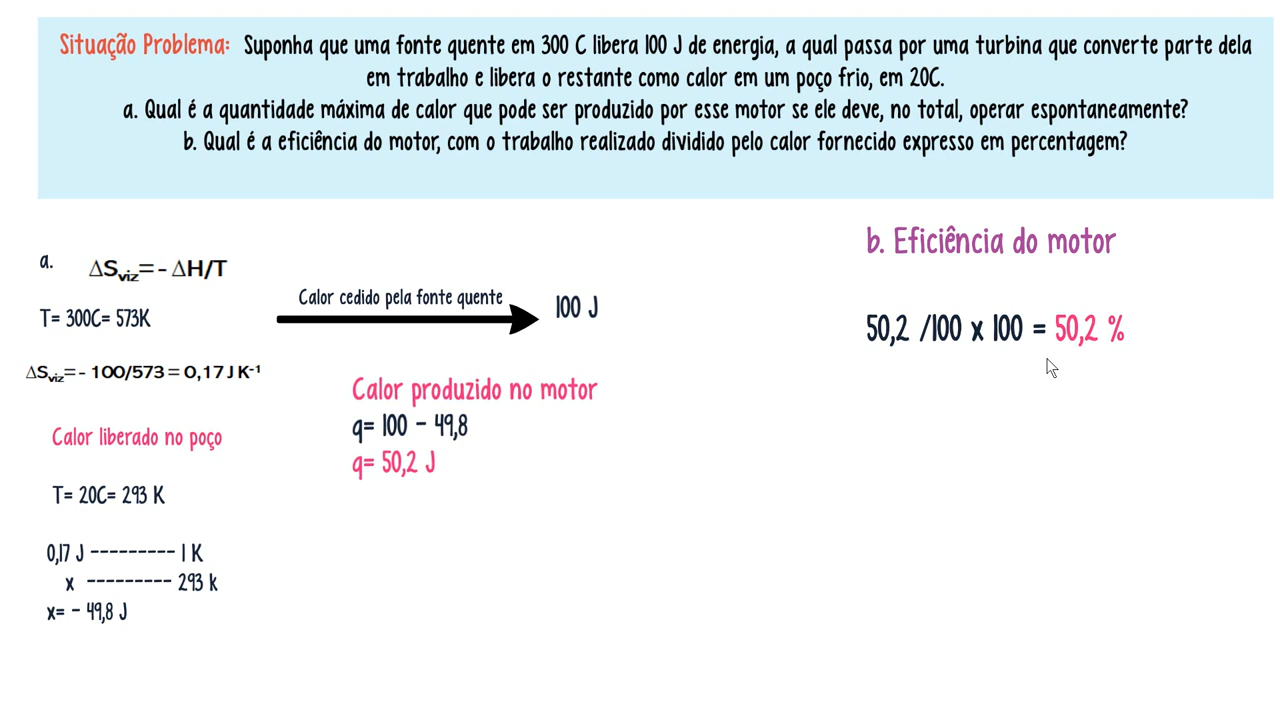 Situação Problema: Suponha que uma fonte quente em 300 C libera 100 J de energia, a qual passa por uma turbina que converte parte dela
em trabalho e libera o restante como calor em um poço frio, em 20C.
a. Qual é a quantidade máxima de calor que pode ser produzido por esse motor se ele deve, no total, operar espontaneamente?
b. Qual é a eficiência do motor, com o trabalho realizado dividido pelo calor fornecido expresso em percentagem?
a. ΔSviz=- ΔH/T
T= 300C= 573K
Calor cedido pela fonte quente
100 J
ΔSviz=- 100/573 = 0,17 J K-¹
Calor liberado no poço
T= 20C= 293 K
0,17 J --------- 1 K
x --------- 293 k
x= - 49,8 J
Calor produzido no motor
q= 100 - 49,8
q= 50,2 J
b. Eficiência do motor
50,2 /100 x 100 = 50,2 %